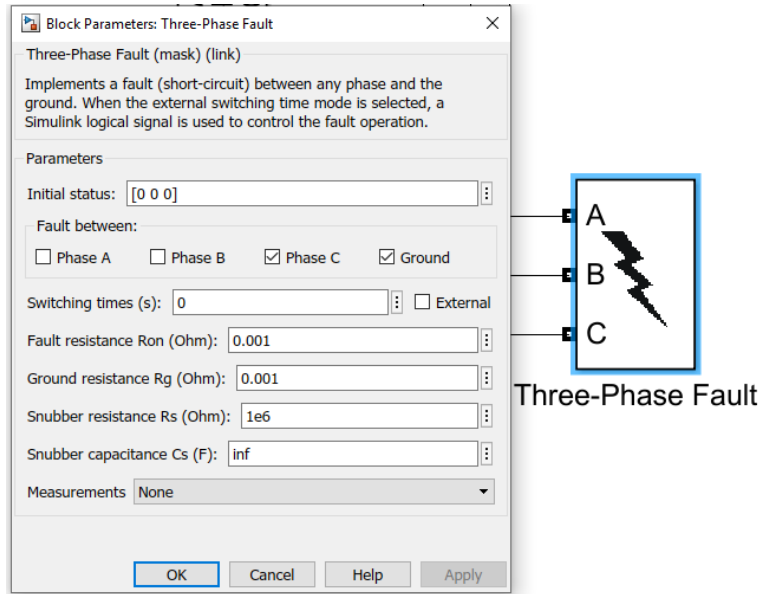 Block Parameters: Three-Phase Fault
Three-Phase Fault (mask) (link)
Implements a fault (short-circuit) between any phase and the
ground. When the external switching time mode is selected, a
Simulink logical signal is used to control the fault operation.
Parameters
Initial status: [0 0 0]
Fault between:
Phase A Phase B Phase C Ground
Switching times (s): 0 External
Fault resistance Ron (Ohm): 0.001
Ground resistance Rg (Ohm): 0.001
Snubber resistance Rs (Ohm): 1e6
Snubber capacitance Cs (F): inf
Measurements None
OK Cancel Help Apply
A
B
C
Three-Phase Fault